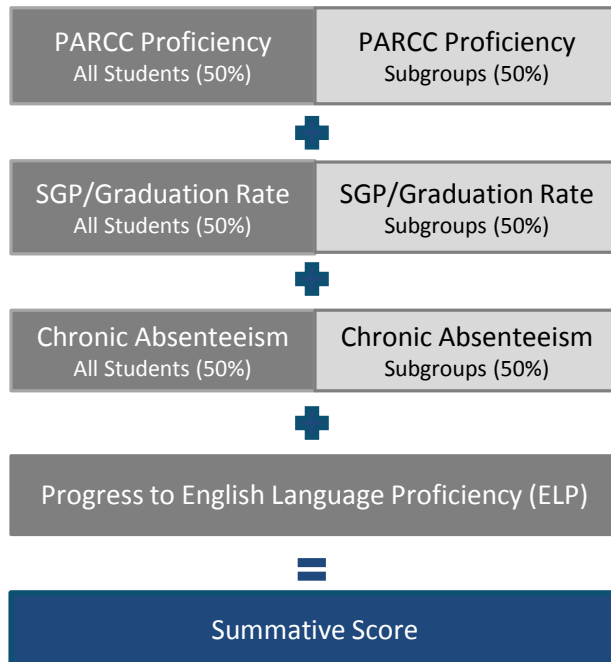 PARCC Proficiency
All Students (50%)
PARCC Proficiency
Subgroups (50%)
SGP/Graduation Rate
All Students (50%)
SGP/Graduation Rate
Subgroups (50%)
Chronic Absenteeism
All Students (50%)
Chronic Absenteeism
Subgroups (50%)
Progress to English Language Proficiency (ELP)
=
Summative Score